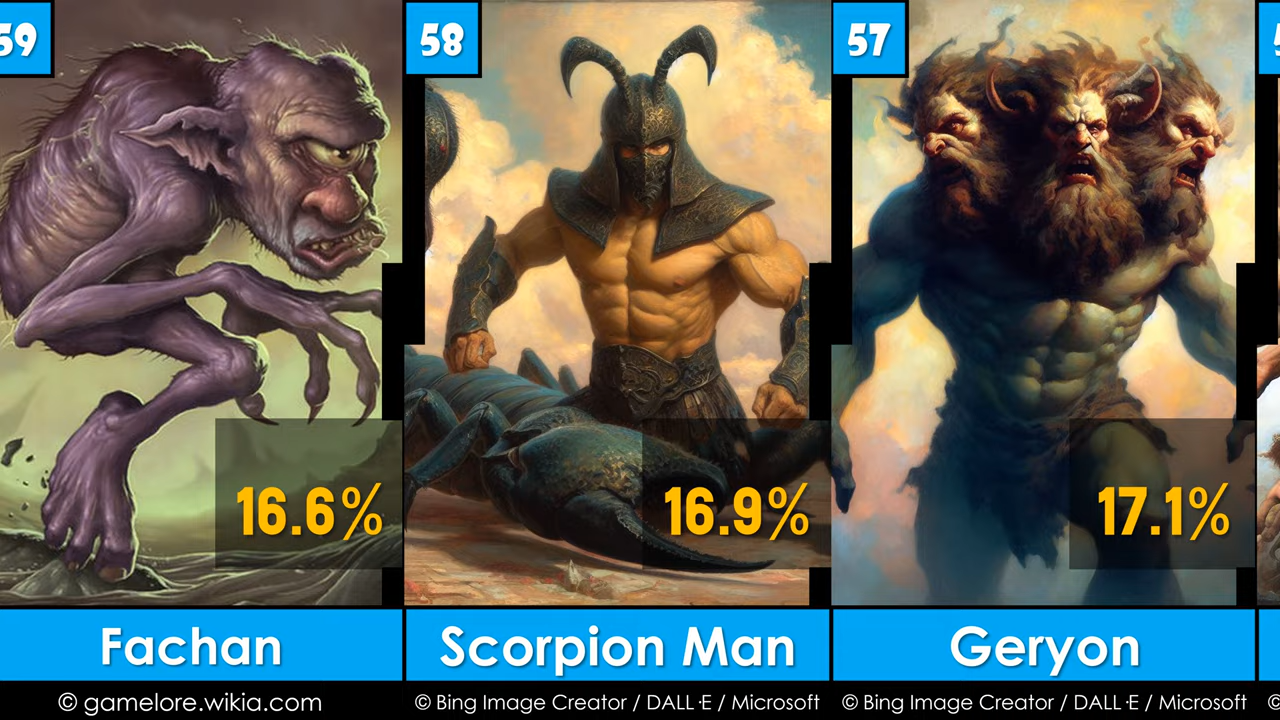 59
58
57
16.6%
16.9%
17.1%
Fachan
Scorpion Man
Geryon
© gamelore.wikia.com
© Bing Image Creator / DALL·E / Microsoft
© Bing Image Creator / DALL·E / Microsoft
©